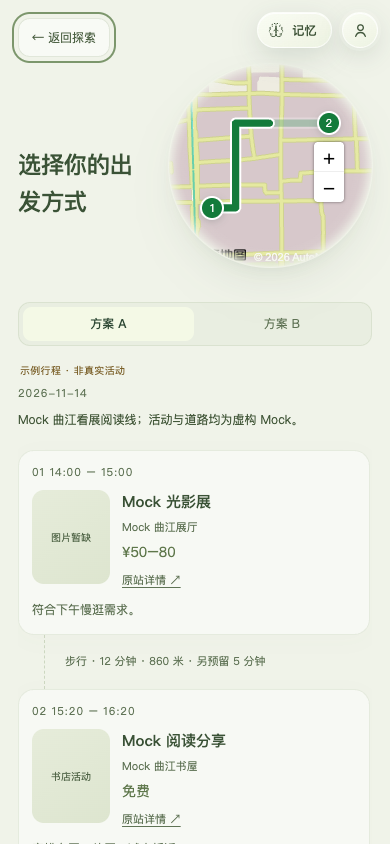 ← 返回探索
记忆
选择你的出
发方式
2
+
−
1
地图
© 2026 Aut
方案 A
方案 B
示例行程 · 非真实活动
2026-11-14
Mock 曲江看展阅读线；活动与道路均为虚构 Mock。
01 14:00 — 15:00
图片暂缺
Mock 光影展
Mock 曲江展厅
¥50—80
原站详情 ↗
符合下午慢逛需求。
步行 · 12 分钟 · 860 米 · 另预留 5 分钟
02 15:20 — 16:20
书店活动
Mock 阅读分享
Mock 曲江书屋
免费
原站详情 ↗